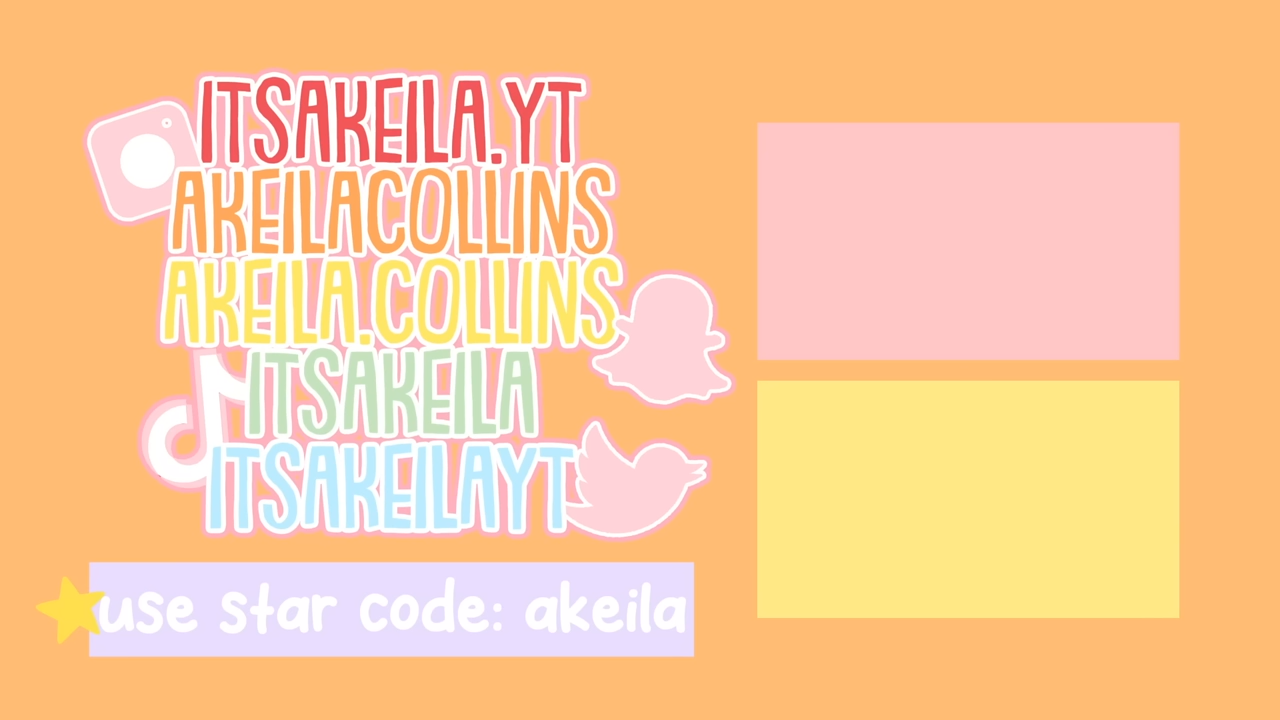 ITSAKEILA.YT
AKEILACOLLINS
AKEILA.COLLINS
ITSAKEILA
ITSAKEILAYT
use star code: akeila